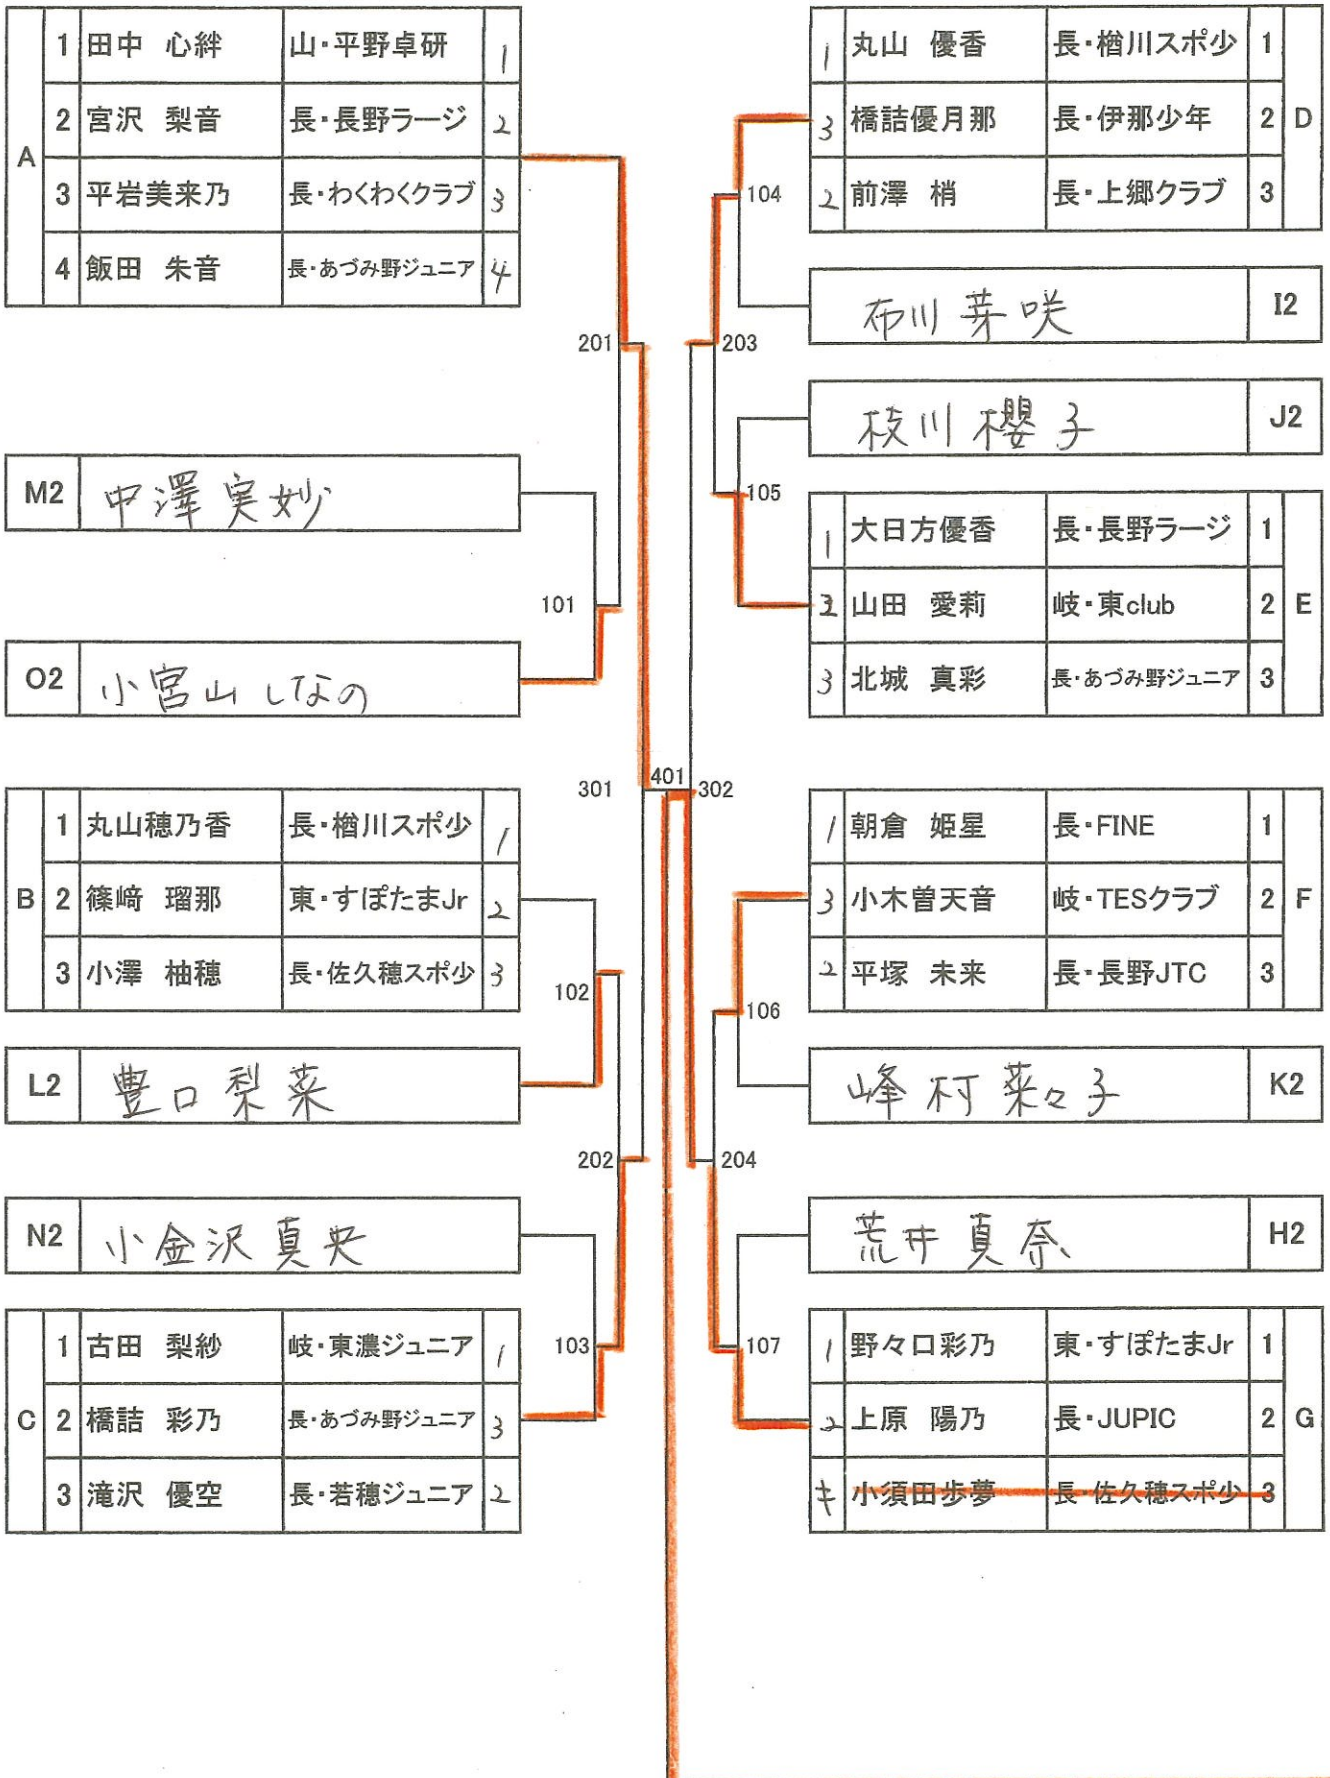 A
1 田中 心絆 山・平野卓研 1
2 宮沢 梨音 長・長野ラージ 2
3 平岩美来乃 長・わくわくクラブ 3
4 飯田 朱音 長・あづみ野ジュニア 4
201
M2 中澤実妙
101
O2 小宮山しなの
301
B
1 丸山穂乃香 長・楢川スポ少 1
2 篠﨑 瑠那 東・すぽたまJr 2
3 小澤 柚穂 長・佐久穂スポ少 3
102
L2 豊口梨菜
202
N2 小金沢真央
C
1 古田 梨紗 岐・東濃ジュニア 1
2 橋詰 彩乃 長・あづみ野ジュニア 3
3 滝沢 優空 長・若穂ジュニア 2
103
401
D
1 丸山 優香 長・楢川スポ少 1
3 橋詰優月那 長・伊那少年 2
2 前澤 梢 長・上郷クラブ 3
104
布川芽咲 I2
203
枝川櫻子 J2
105
E
1 大日方優香 長・長野ラージ 1
山田 愛莉 岐・東club 2
3 北城 真彩 長・あづみ野ジュニア 3
302
F
1 朝倉 姫星 長・FINE 1
3 小木曽天音 岐・TESクラブ 2
2 平塚 未来 長・長野JTC 3
106
峰村菜々子 K2
204
荒井真奈 H2
107
G
1 野々口彩乃 東・すぽたまJr 1
2 上原 陽乃 長・JUPIC 2
キ 小須田歩夢 長・佐久穂スポ少 3